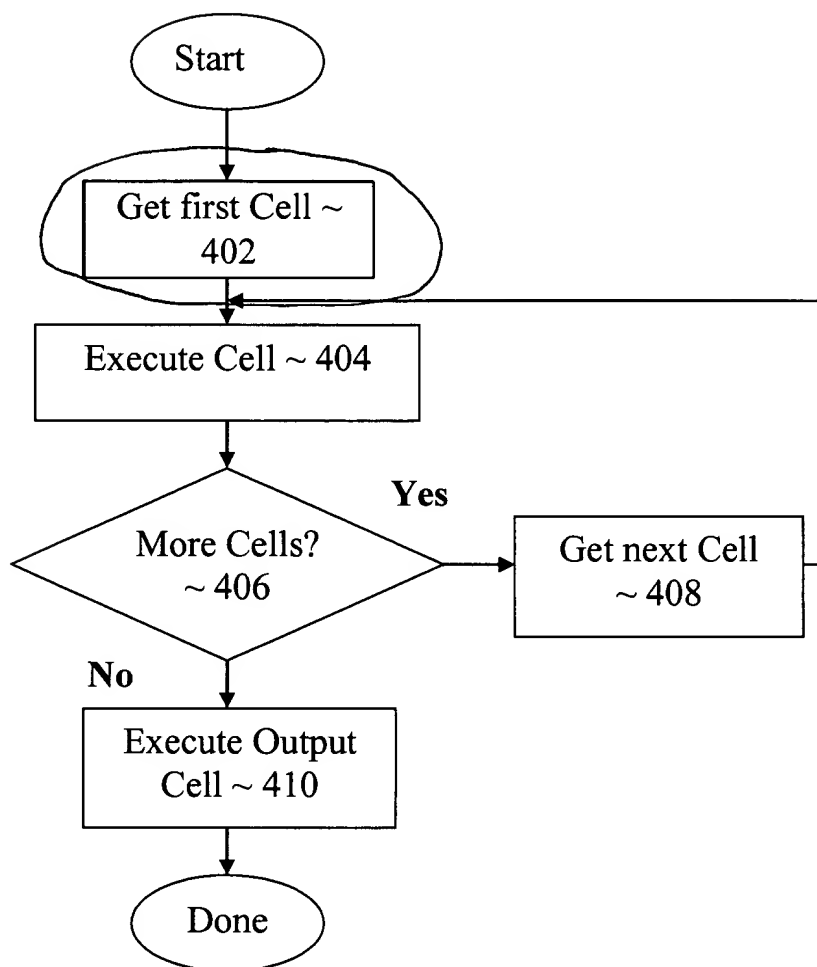 Start
Get first Cell ~
402
Execute Cell ~ 404
Yes
More Cells?
~ 406
Get next Cell
~ 408
No
Execute Output
Cell ~ 410
Done